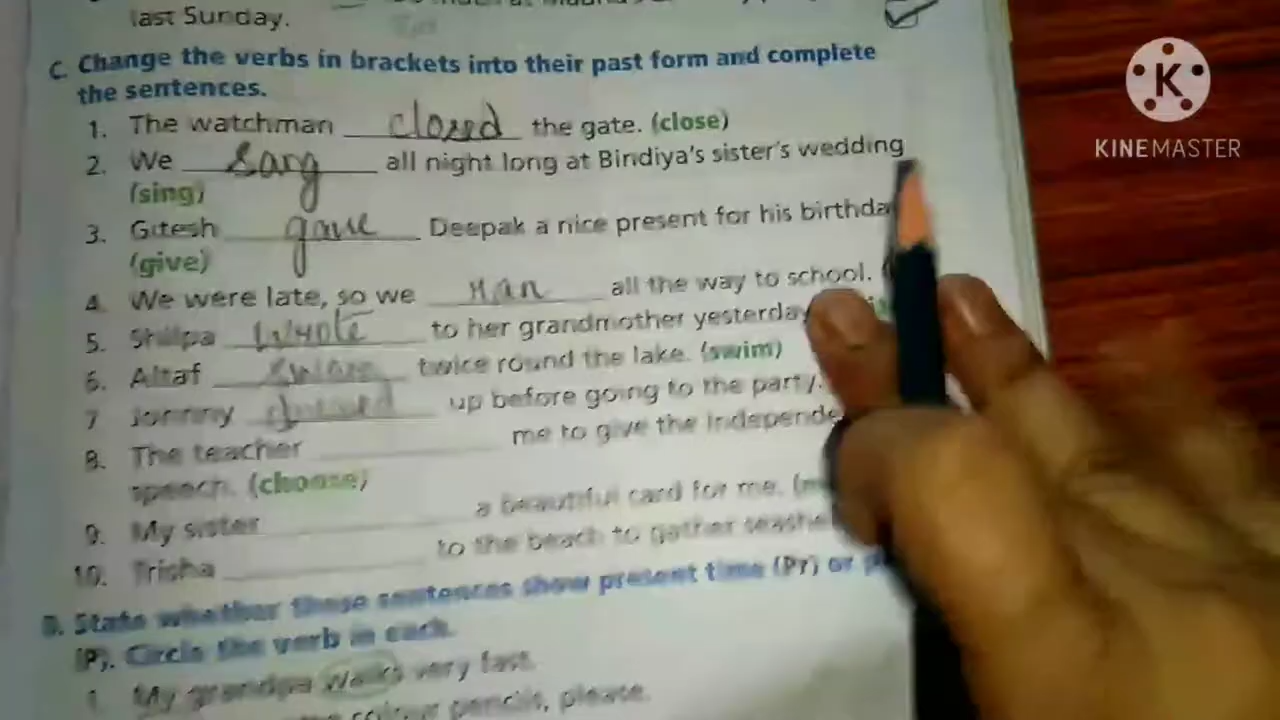 last Sunday.
C. Change the verbs in brackets into their past form and complete
the sentences.
1. The watchman closed the gate. (close)
2. We sang all night long at Bindiya's sister's wedding
(sing)
3. Gitesh gave Deepak a nice present for his birthda
(give)
4. We were late, so we ran all the way to school.
5. Shilpa wrote to her grandmother yesterday
6. Altaf swam twice round the lake. (swim)
7 Johnny dressed up before going to the party.
8. The teacher me to give the Independe
speech. (choose)
9. My sister a beautiful card for me.
10. Trisha to the beach to gather seashe
D. State whether these sentences show present time (Pr) or p
(P). Circle the verb in each.
1. My grandpa walks very fast.
colour pencils, please.
K
KINEMASTER